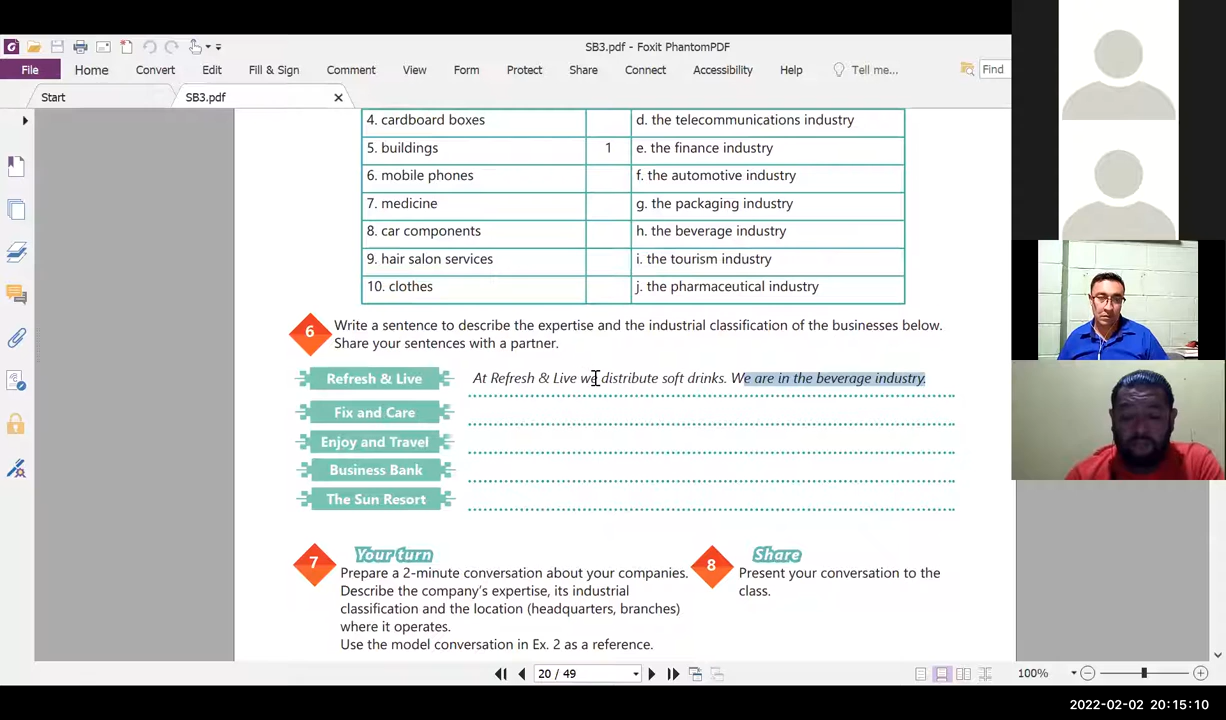 SB3.pdf - Foxit PhantomPDF
File Home Convert Edit Fill & Sign Comment View Form Protect Share Connect Accessibility Help Tell me... Find
Start SB3.pdf
4. cardboard boxes d. the telecommunications industry
5. buildings 1 e. the finance industry
6. mobile phones f. the automotive industry
7. medicine g. the packaging industry
8. car components h. the beverage industry
9. hair salon services i. the tourism industry
10. clothes j. the pharmaceutical industry
6 Write a sentence to describe the expertise and the industrial classification of the businesses below.
Share your sentences with a partner.
Refresh & Live At Refresh & Live we distribute soft drinks. We are in the beverage industry.
Fix and Care
Enjoy and Travel
Business Bank
The Sun Resort
7 Your turn
Prepare a 2-minute conversation about your companies.
Describe the company's expertise, its industrial
classification and the location (headquarters, branches)
where it operates.
Use the model conversation in Ex. 2 as a reference.
8 Share
Present your conversation to the
class.
20 / 49 100%
2022-02-02 20:15:10